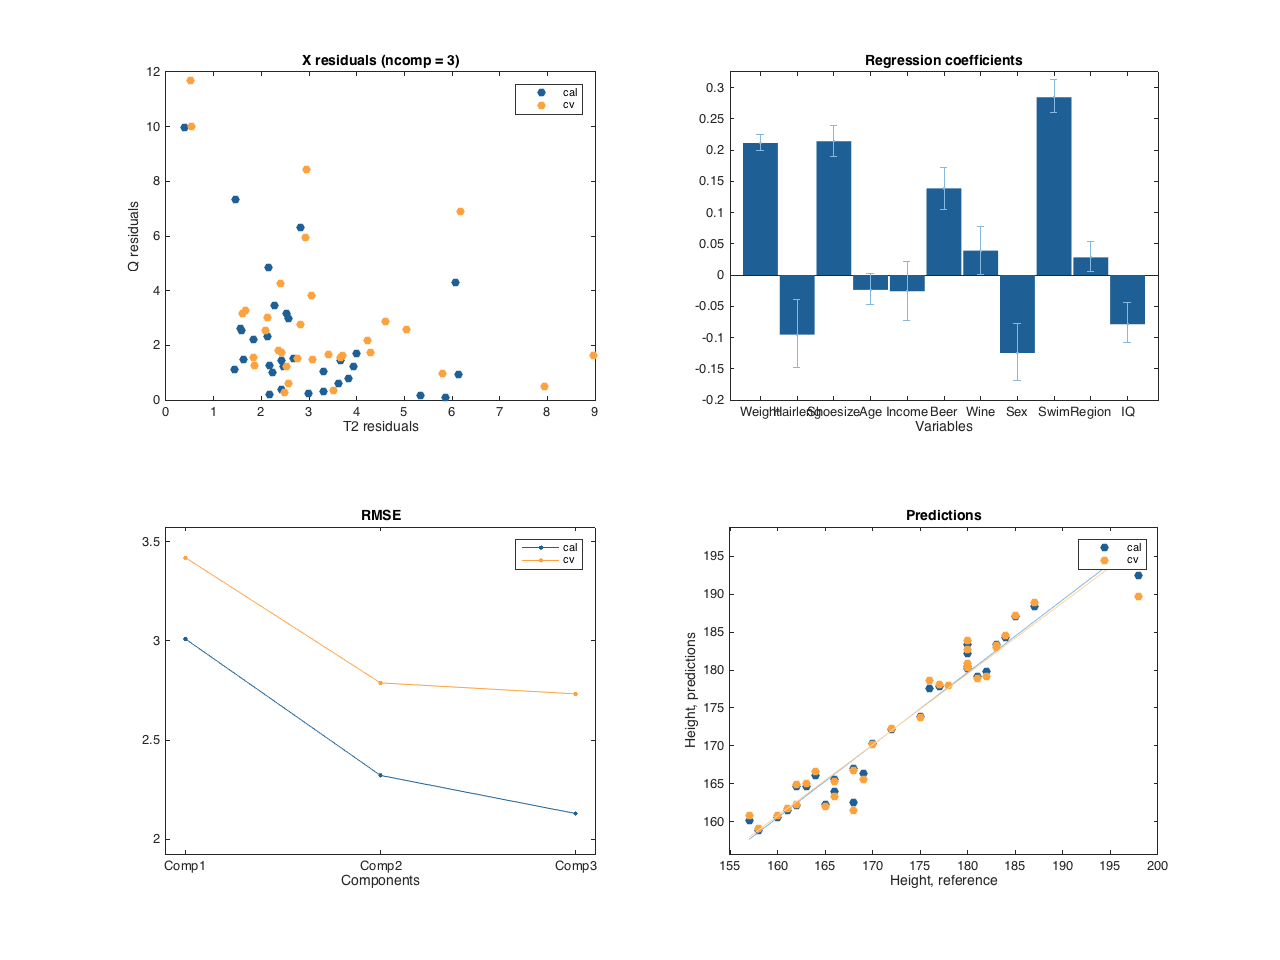 X residuals (ncomp = 3)
12
10
8
6
4
2
0
Q residuals
cal
cv
0 1 2 3 4 5 6 7 8 9
T2 residuals
Regression coefficients
0.3
0.25
0.2
0.15
0.1
0.05
0
-0.05
-0.1
-0.15
-0.2
Weight Hairleng Shoesize Age Income Beer Wine Sex Swim Region IQ
Variables
RMSE
3.5
3
2.5
2
cal
cv
Comp1 Comp2 Comp3
Components
Predictions
195
190
185
180
175
170
165
160
Height, predictions
cal
cv
155 160 165 170 175 180 185 190 195 200
Height, reference